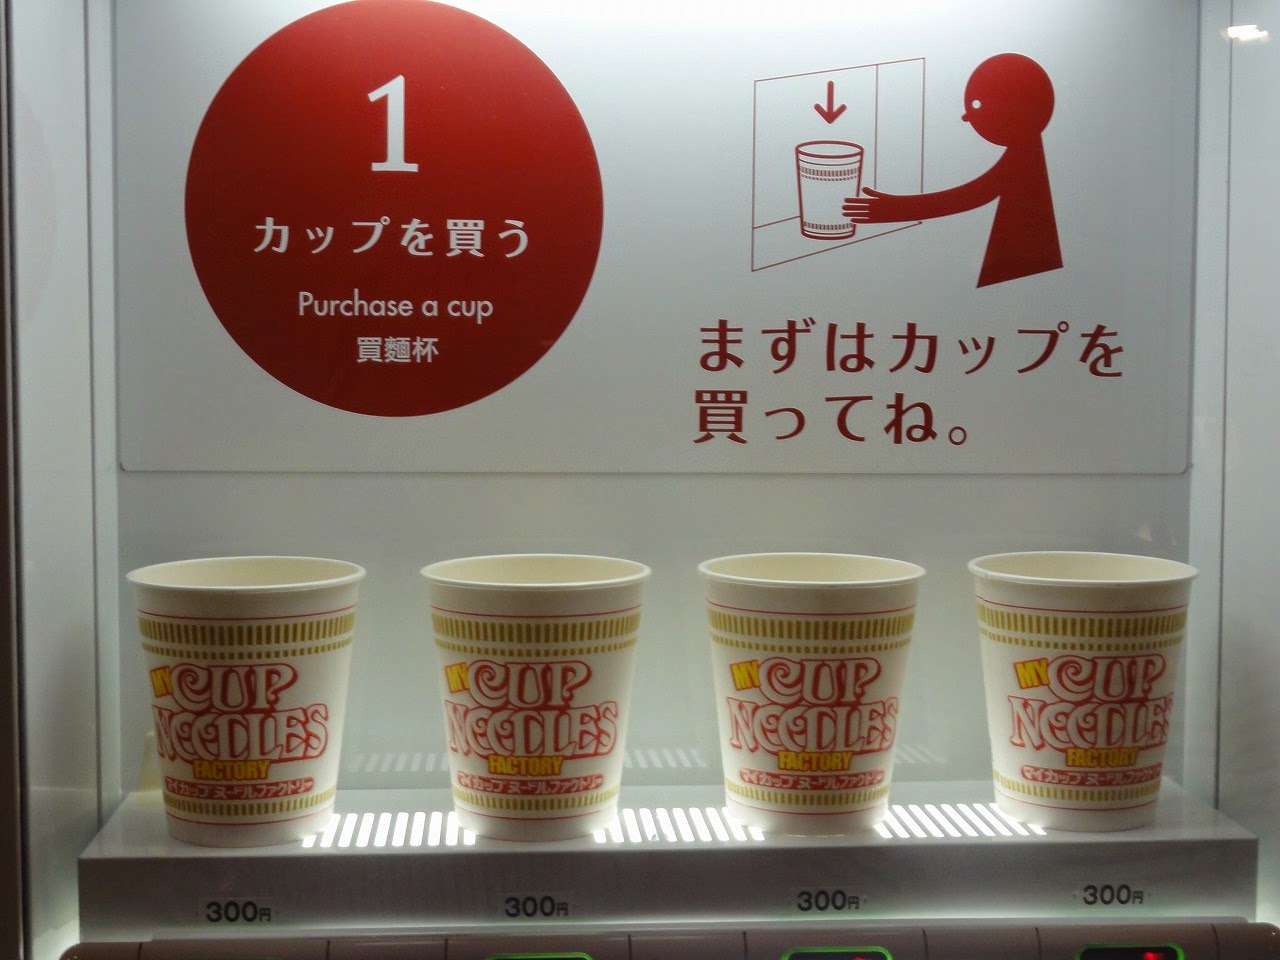 1
カップを買う
Purchase a cup
買麵杯
まずはカップを
買ってね。
MY CUP
NOODLES
FACTORY
マイカップヌードルファクトリー
MY CUP
NOODLES
FACTORY
マイカップヌードルファクトリー
MY CUP
NOODLES
FACTORY
マイカップヌードルファクトリー
MY CUP
NOODLES
FACTORY
マイカップヌードルファクトリー
300円
300円
300円
300円